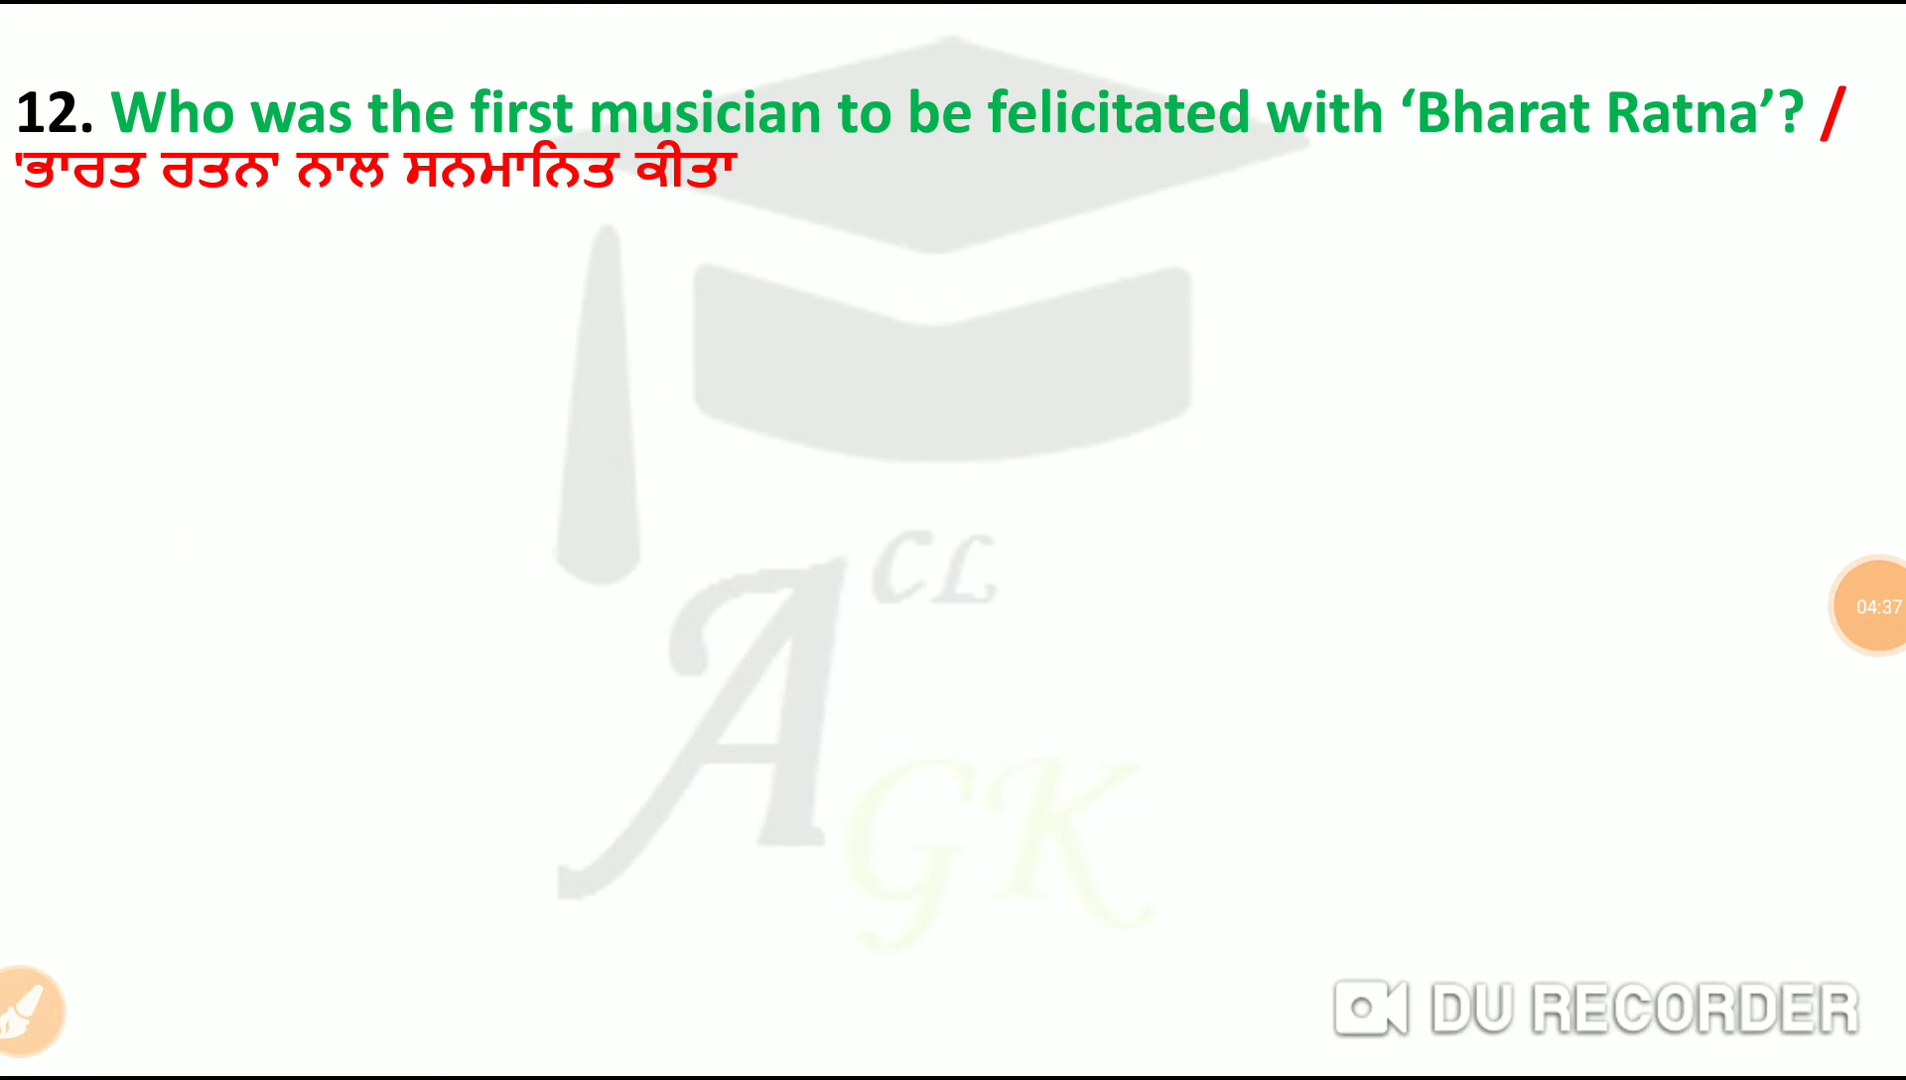 12. Who was the first musician to be felicitated with ‘Bharat Ratna’? /
'ਭਾਰਤ ਰਤਨ' ਨਾਲ ਸਨਮਾਨਿਤ ਕੀਤਾ
CL
A
GK
04:37
DU RECORDER